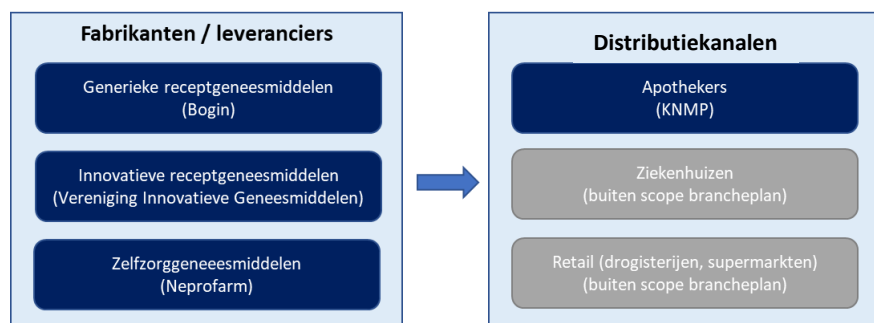 Fabrikanten / leveranciers
Generieke receptgeneesmiddelen
(Bogin)
Innovatieve receptgeneesmiddelen
(Vereniging Innovatieve Geneesmiddelen)
Zelfzorggeneeesmiddelen
(Neprofarm)
Distributiekanalen
Apothekers
(KNMP)
Ziekenhuizen
(buiten scope brancheplan)
Retail (drogisterijen, supermarkten)
(buiten scope brancheplan)